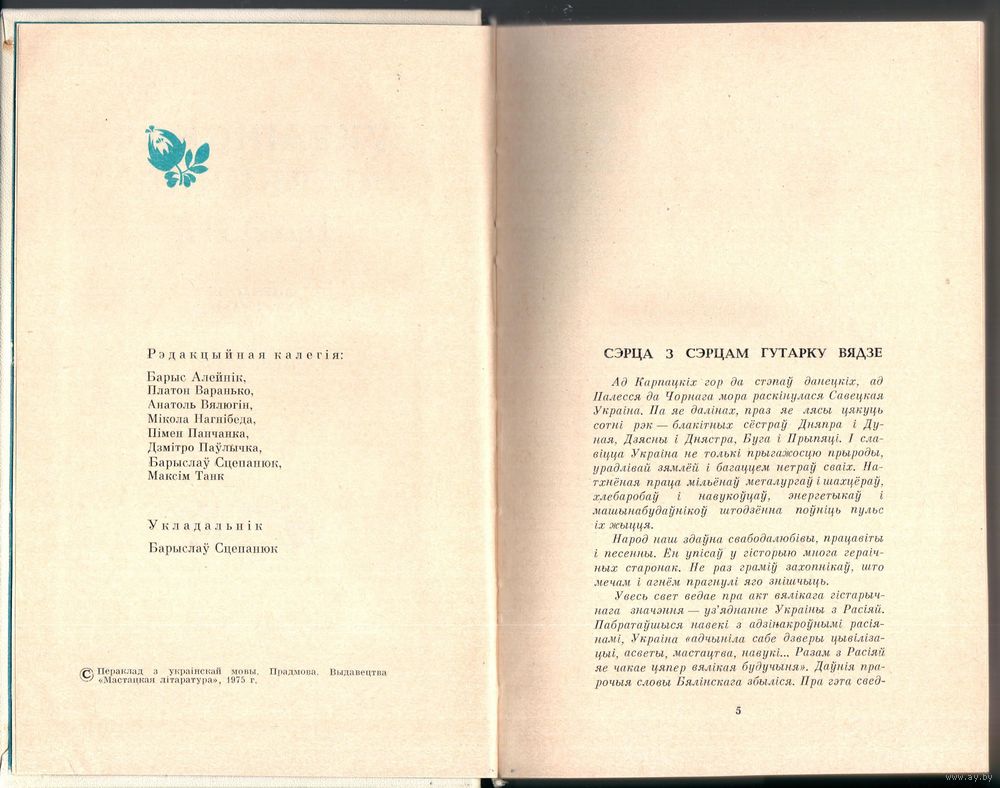 Рэдакцыйная калегія:
Барыс Алейнік,
Платон Варанько,
Анатоль Вялюгін,
Мікола Нагнібеда,
Пімен Панчанка,
Дзмітро Паўлычка,
Барыслаў Сцепанюк,
Максім Танк
Укладальнік
Барыслаў Сцепанюк
© Пераклад з украінскай мовы. Прадмова. Выдавецтва
«Мастацкая літаратура», 1975 г.
СЭРЦА З СЭРЦАМ ГУТАРКУ ВЯДЗЕ
Ад Карпацкіх гор да стэпаў данецкіх, ад
Палесся да Чорнага мора раскінулася Савецкая
Украіна. Па яе далінах, праз яе лясы цякуць
сотні рэк — блакітных сёстраў Дняпра і Ду-
ная, Дзясны і Днястра, Буга і Прыпяці. І сла-
віцца Украіна не толькі прыгажосцю прыроды,
урадлівай зямлёй і багаццем нетраў сваіх. На-
тхнёная праца мільёнаў металургаў і шахцёраў,
хлебаробаў і навукоўцаў, энергетыкаў і
машынабудаўнікоў штодзённа поўніць пульс
іх жыцця.
Народ наш здаўна свабодалюбівы, працавіты
і песенны. Ён упісаў у гісторыю многа гераіч-
ных старонак. Не раз граміў захопнікаў, што
мечам і агнём прагнулі яго знішчыць.
Увесь свет ведае пра акт вялікага гістарыч-
нага значэння — уз'яднанне Украіны з Расіяй.
Пабратаўшыся навекі з адзінакроўнымі расія-
намі, Украіна «адчыніла сабе дзверы цывіліза-
цыі, асветы, мастацтва, навукі... Разам з Расіяй
яе чакае цяпер вялікая будучыня». Даўнія пра-
рочыя словы Бялінскага збыліся. Пра гэта свед-
5
www.ay.by